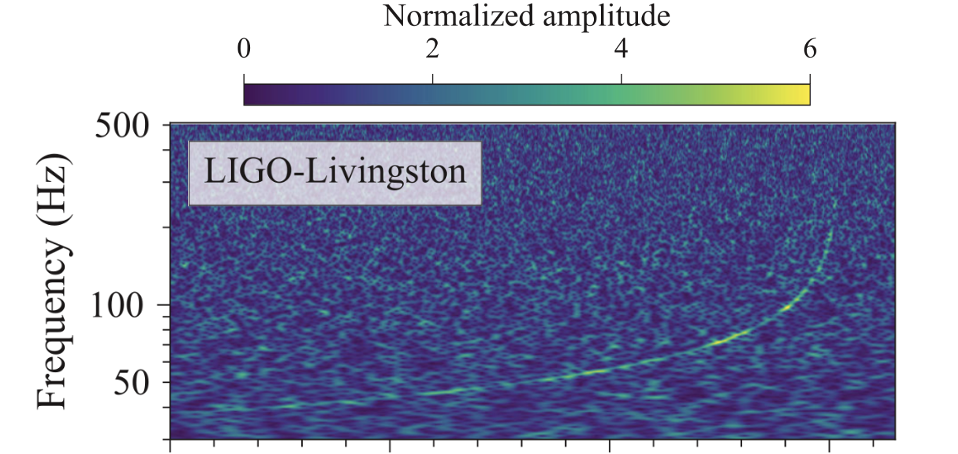 Normalized amplitude
0 2 4 6
500
LIGO-Livingston
Frequency (Hz)
100
50